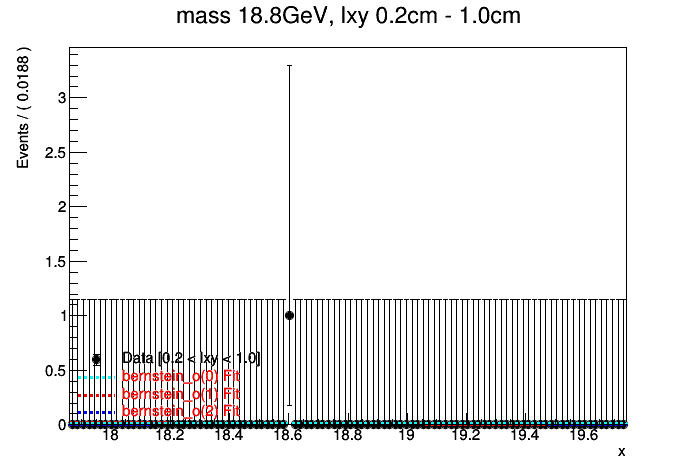 mass 18.8GeV, lxy 0.2cm - 1.0cm
Events / ( 0.0188 )
3
2.5
2
1.5
1
0.5
0
Data [0.2 < lxy < 1.0]
bernstein_o(0) Fit
bernstein_o(1) Fit
bernstein_o(2) Fit
18 18.2 18.4 18.6 18.8 19 19.2 19.4 19.6
x